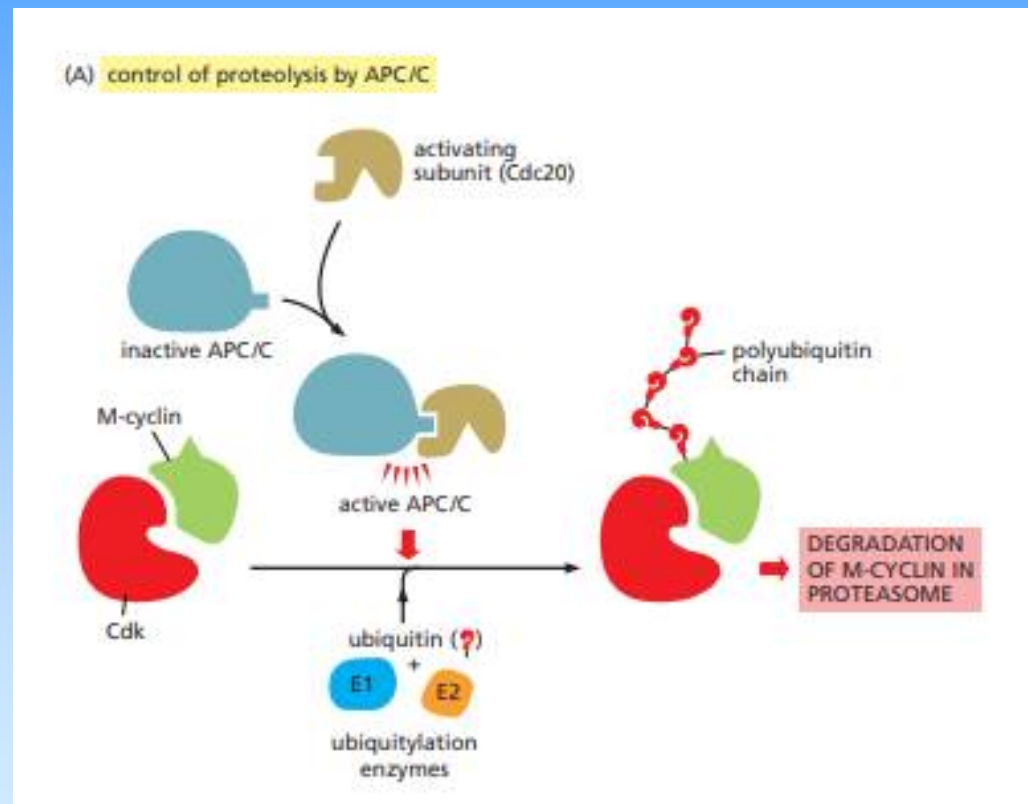 (A) control of proteolysis by APC/C
activating
subunit (Cdc20)
inactive APC/C
polyubiquitin
chain
M-cyclin
active APC/C
DEGRADATION
OF M-CYCLIN IN
PROTEASOME
Cdk
ubiquitin ( )
+
E1
E2
ubiquitylation
enzymes